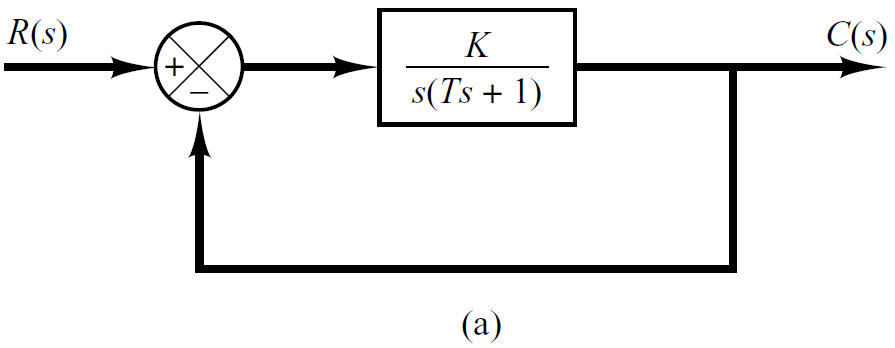 R(s)
C(s)
+
−
K
s(Ts + 1)
(a)